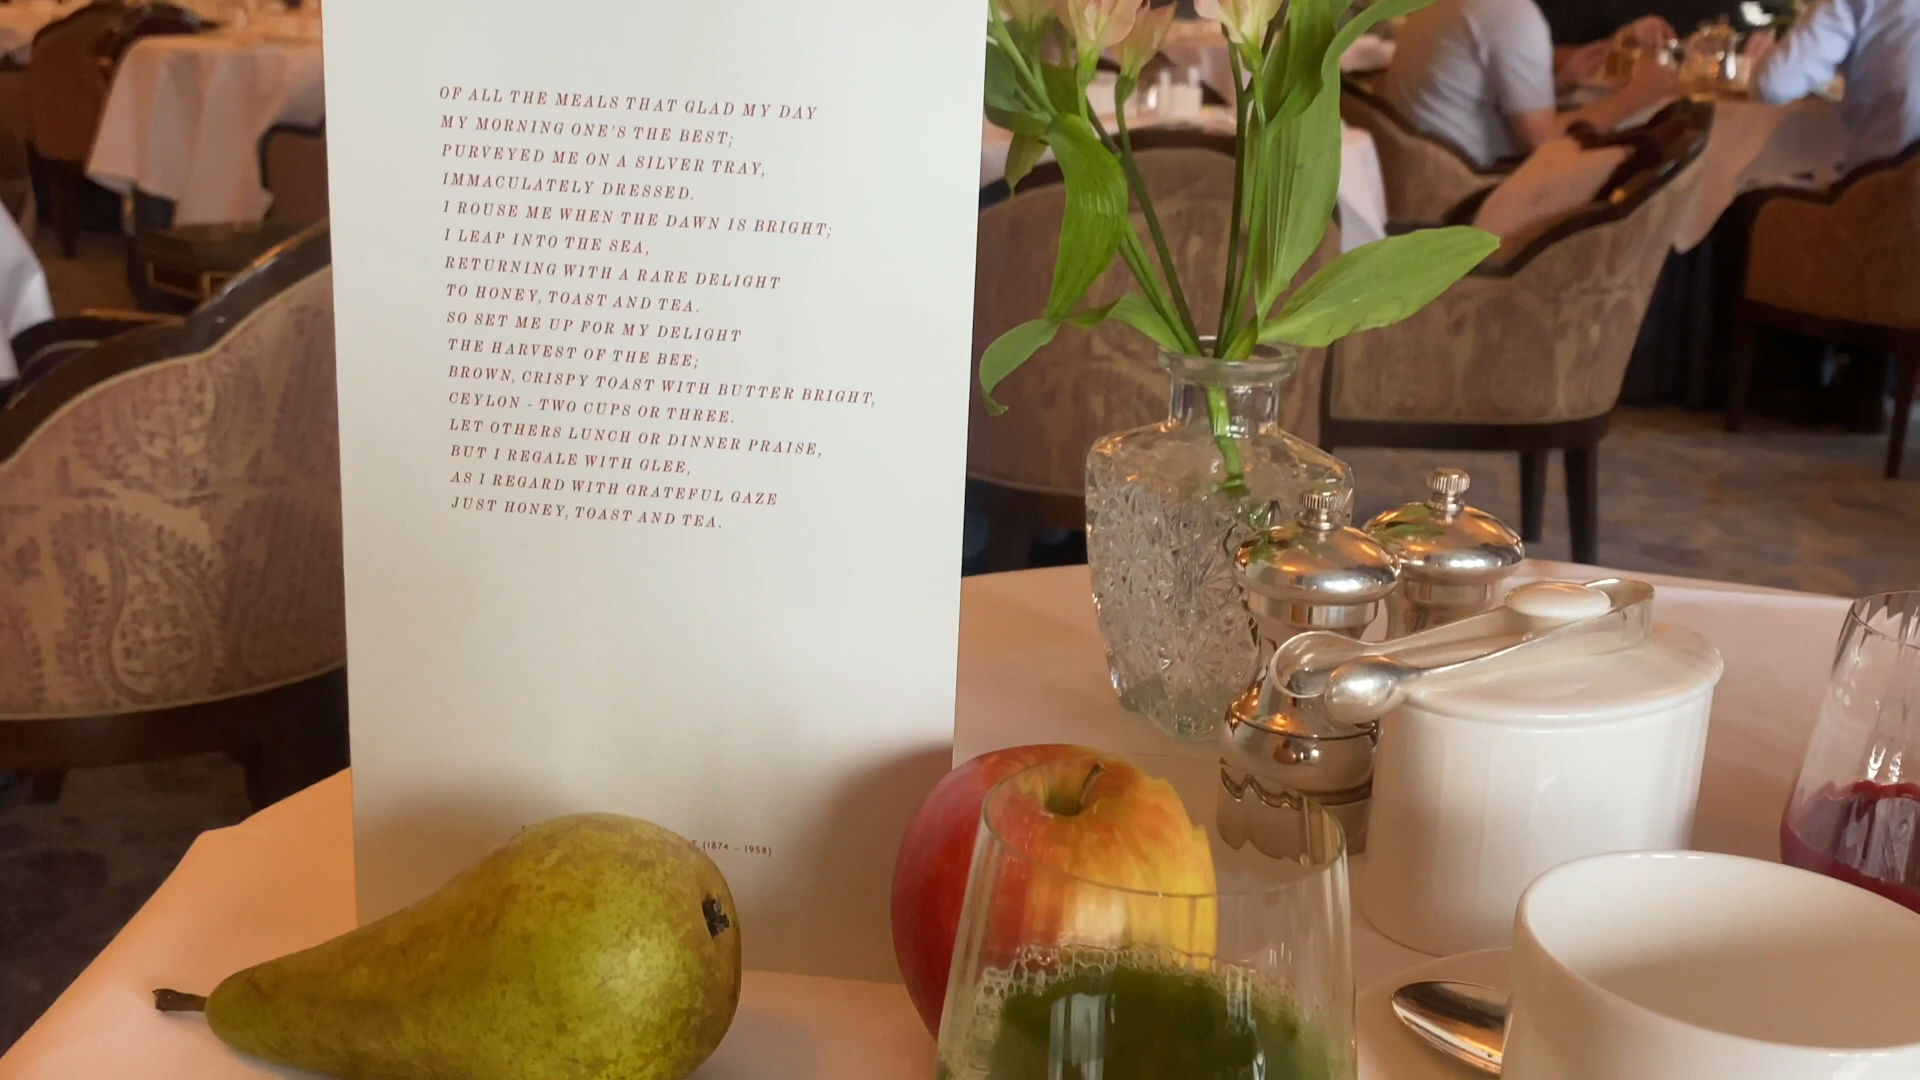 OF ALL THE MEALS THAT GLAD MY DAY
MY MORNING ONE'S THE BEST;
PURVEYED ME ON A SILVER TRAY,
IMMACULATELY DRESSED.
I ROUSE ME WHEN THE DAWN IS BRIGHT;
I LEAP INTO THE SEA,
RETURNING WITH A RARE DELIGHT
TO HONEY, TOAST AND TEA.
SO SET ME UP FOR MY DELIGHT
THE HARVEST OF THE BEE;
BROWN, CRISPY TOAST WITH BUTTER BRIGHT,
CEYLON - TWO CUPS OR THREE.
LET OTHERS LUNCH OR DINNER PRAISE,
BUT I REGALE WITH GLEE,
AS I REGARD WITH GRATEFUL GAZE
JUST HONEY, TOAST AND TEA.
(1874 - 1958)